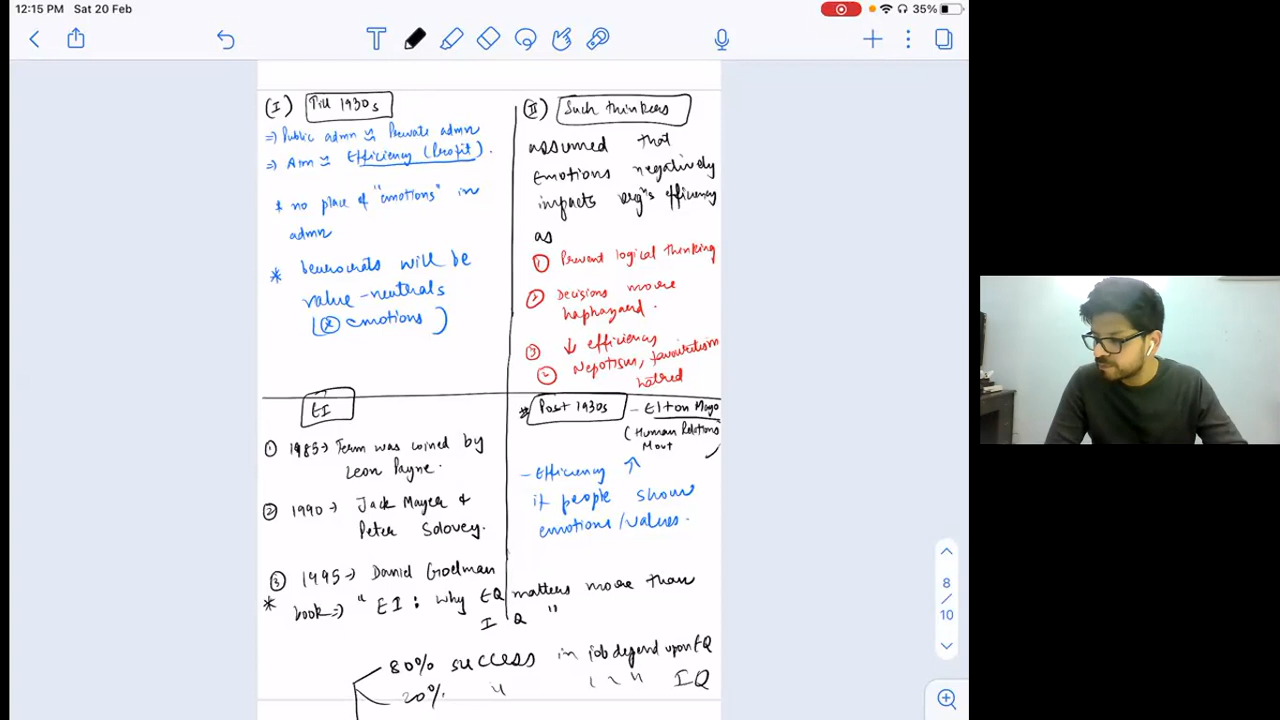 12:15 PM Sat 20 Feb
35%
(I) Till 1930s
=) Public admn ≃ Private admn
=) Aim ≃ Efficiency (Profit).
* no place of "emotions" in
admn
* beurocrats will be
value-neutrals
( emotions )
(II) Such thinkers
assumed that
Emotions negatively
impacts orgn's efficiency
as
① Prevent logical thinking
② Decisions more
haphazard.
③ ↓ efficiency
Nepotism, favouritism
hatred
EI
① 1985 → Term was coined by
Leon Payne.
② 1990 → Jack Mayer &
Peter Solovey.
③ 1995 → Daniel Goelman
* book =) "EI: why EQ matters more than
IQ"
* Post 1930s - Elton Mayo
(Human Relations
Movt )
- Efficiency ↑
if people show
emotions/values.
80% success in job depend upon EQ
20% " " " " IQ
8
/
10